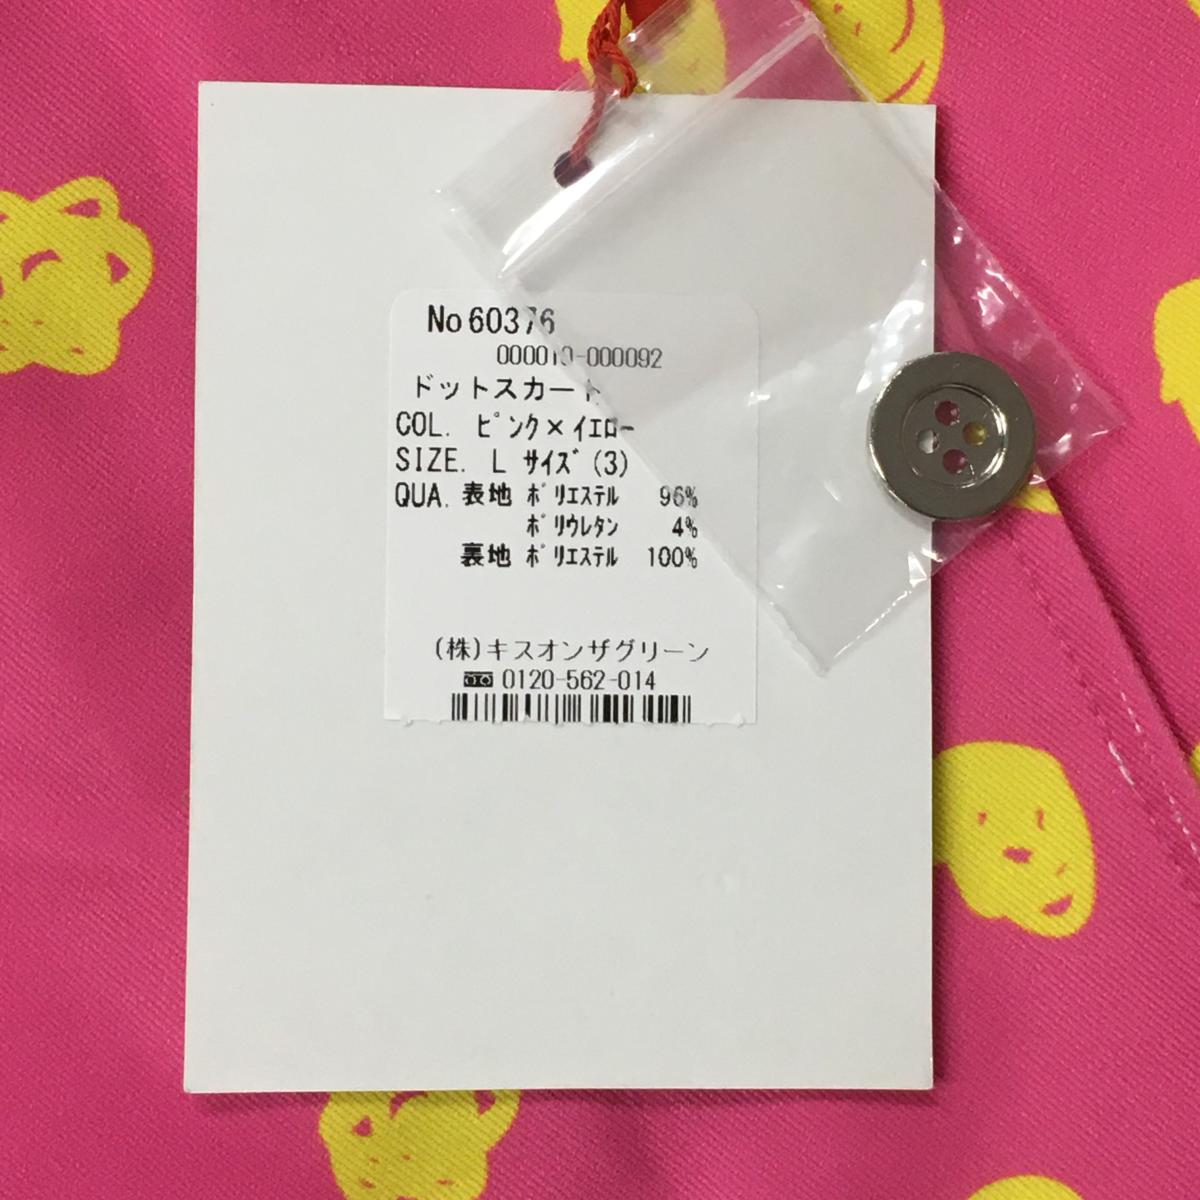 No 60376
000010-000092
ドットスカート
COL. ピンク×イエロー
SIZE. L サイズ(3)
QUA. 表地 ポリエステル 96%
ポリウレタン 4%
裏地 ポリエステル 100%
(株)キスオンザグリーン
0120-562-014